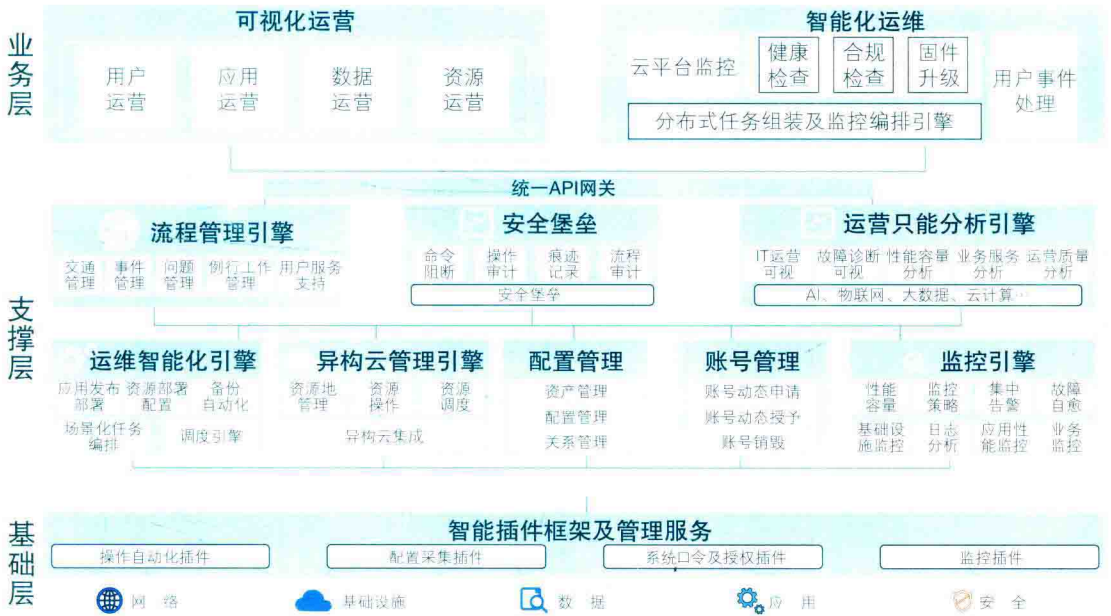 业务层
可视化运营
用户
运营
应用
运营
数据
运营
资源
运营
智能化运维
云平台监控
健康
检查
合规
检查
固件
升级
用户事件
处理
分布式任务组装及监控编排引擎
统一API网关
支撑层
流程管理引擎
交通
管理
事件
管理
问题
管理
例行工作
管理
用户服务
支持
安全堡垒
命令
阻断
操作
审计
痕迹
记录
流程
审计
安全堡垒
运营只能分析引擎
IT运营
可视
故障诊断
可视
性能容量
分析
业务服务
分析
运营质量
分析
AI、物联网、大数据、云计算…
运维智能化引擎
应用发布
部署
资源部署
配置
备份
自动化
场景化任务
编排
调度引擎
异构云管理引擎
资源地
管理
资源
操作
资源
调度
异构云集成
配置管理
资产管理
配置管理
关系管理
账号管理
账号动态申请
账号动态授予
账号销毁
监控引擎
性能
容量
监控
策略
集中
告警
故障
自愈
基础设
施监控
日志
分析
应用性
能监控
业务
监控
基础层
智能插件框架及管理服务
操作自动化插件
配置采集插件
系统口令及授权插件
监控插件
网络
基础设施
数据
应用
安全